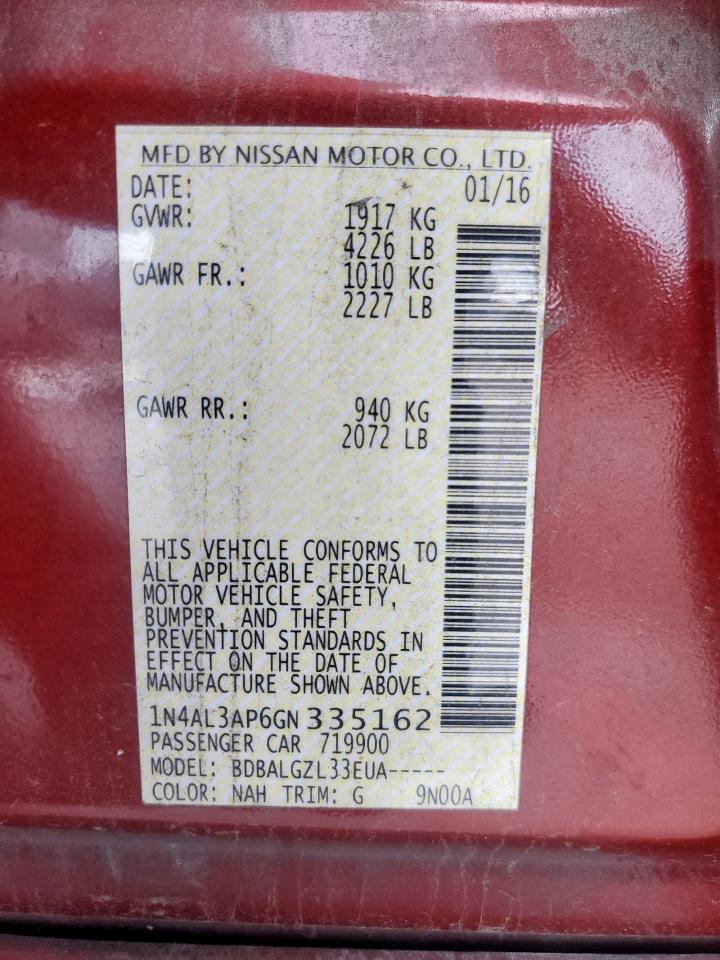 MFD BY NISSAN MOTOR CO., LTD.
DATE: 01/16
GVWR: 1917 KG
4226 LB
GAWR FR.: 1010 KG
2227 LB
GAWR RR.: 940 KG
2072 LB
THIS VEHICLE CONFORMS TO
ALL APPLICABLE FEDERAL
MOTOR VEHICLE SAFETY,
BUMPER, AND THEFT
PREVENTION STANDARDS IN
EFFECT ON THE DATE OF
MANUFACTURE SHOWN ABOVE.
1N4AL3AP6GN 335162
PASSENGER CAR 719900
MODEL: BDBALGZL33EUA-----
COLOR: NAH TRIM: G 9N00A